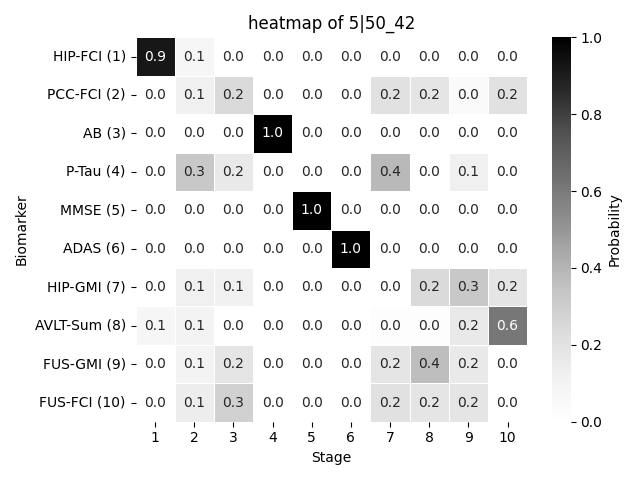 heatmap of 5|50_42
HIP-FCI (1) 0.9 0.1 0.0 0.0 0.0 0.0 0.0 0.0 0.0 0.0
PCC-FCI (2) 0.0 0.1 0.2 0.0 0.0 0.0 0.2 0.2 0.0 0.2
AB (3) 0.0 0.0 0.0 1.0 0.0 0.0 0.0 0.0 0.0 0.0
P-Tau (4) 0.0 0.3 0.2 0.0 0.0 0.0 0.4 0.0 0.1 0.0
MMSE (5) 0.0 0.0 0.0 0.0 1.0 0.0 0.0 0.0 0.0 0.0
ADAS (6) 0.0 0.0 0.0 0.0 0.0 1.0 0.0 0.0 0.0 0.0
HIP-GMI (7) 0.0 0.1 0.1 0.0 0.0 0.0 0.0 0.2 0.3 0.2
AVLT-Sum (8) 0.1 0.1 0.0 0.0 0.0 0.0 0.0 0.0 0.2 0.6
FUS-GMI (9) 0.0 0.1 0.2 0.0 0.0 0.0 0.2 0.4 0.2 0.0
FUS-FCI (10) 0.0 0.1 0.3 0.0 0.0 0.0 0.2 0.2 0.2 0.0
1 2 3 4 5 6 7 8 9 10
Stage
Biomarker
1.0
0.8
0.6
0.4
0.2
0.0
Probability